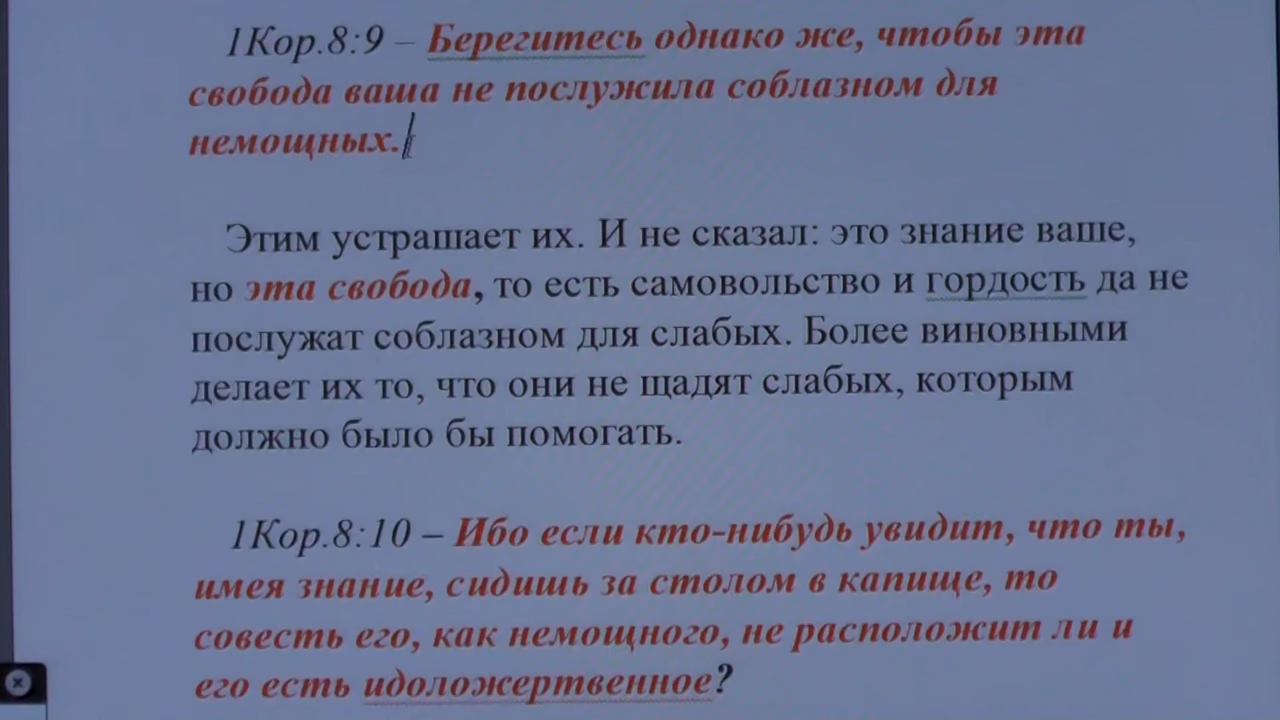 1Кор.8:9 – Берегитесь однако же, чтобы эта
свобода ваша не послужила соблазном для
немощных.
Этим устрашает их. И не сказал: это знание ваше,
но эта свобода, то есть самовольство и гордость да не
послужат соблазном для слабых. Более виновными
делает их то, что они не щадят слабых, которым
должно было бы помогать.
1Кор.8:10 – Ибо если кто-нибудь увидит, что ты,
имея знание, сидишь за столом в капище, то
совесть его, как немощного, не расположит ли и
его есть идоложертвенное?